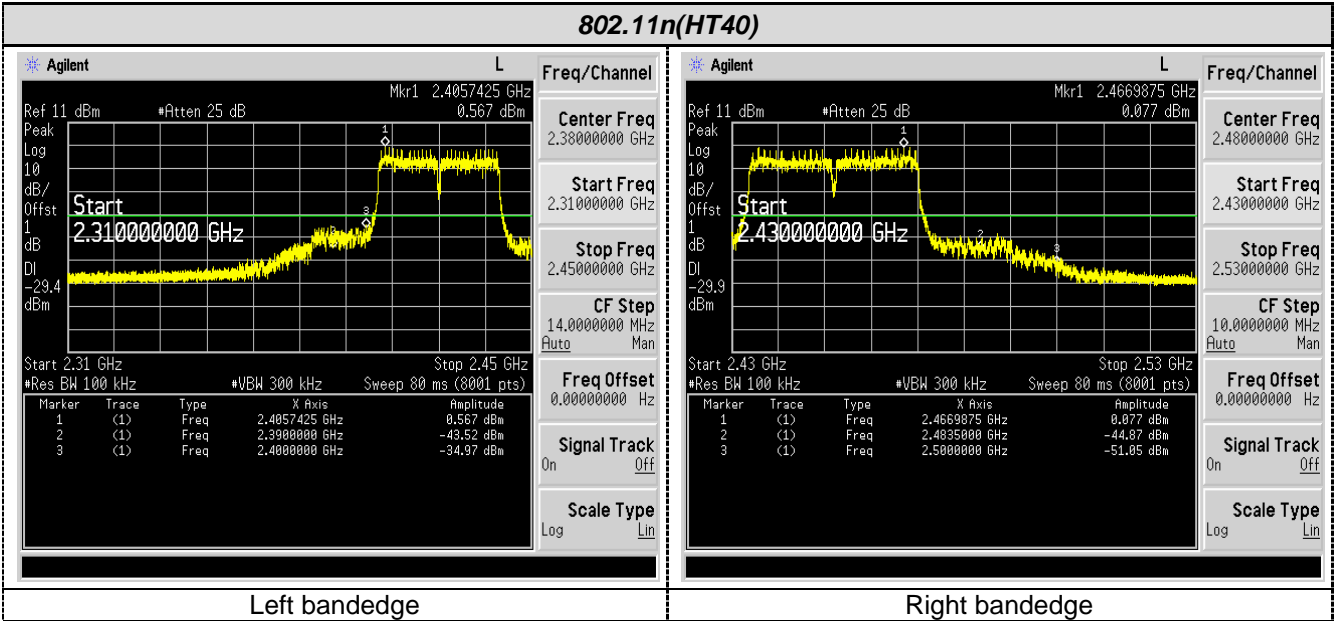 802.11n(HT40)
Agilent L
Mkr1 2.4057425 GHz
Ref 11 dBm #Atten 25 dB 0.567 dBm
Peak
Log
10
dB/
Offst
1
dB
DI
-29.4
dBm
1
3
2
Start
2.310000000 GHz
Start 2.31 GHz Stop 2.45 GHz
#Res BW 100 kHz #VBW 300 kHz Sweep 80 ms (8001 pts)
Marker Trace Type X Axis Amplitude
1 (1) Freq 2.4057425 GHz 0.567 dBm
2 (1) Freq 2.3900000 GHz -43.52 dBm
3 (1) Freq 2.4000000 GHz -34.97 dBm
Freq/Channel
Center Freq
2.38000000 GHz
Start Freq
2.31000000 GHz
Stop Freq
2.45000000 GHz
CF Step
14.0000000 MHz
Auto Man
Freq Offset
0.00000000 Hz
Signal Track
On Off
Scale Type
Log Lin
Agilent L
Mkr1 2.4669875 GHz
Ref 11 dBm #Atten 25 dB 0.077 dBm
Peak
Log
10
dB/
Offst
1
dB
DI
-29.9
dBm
1
2
3
Start
2.430000000 GHz
Start 2.43 GHz Stop 2.53 GHz
#Res BW 100 kHz #VBW 300 kHz Sweep 80 ms (8001 pts)
Marker Trace Type X Axis Amplitude
1 (1) Freq 2.4669875 GHz 0.077 dBm
2 (1) Freq 2.4835000 GHz -44.87 dBm
3 (1) Freq 2.5000000 GHz -51.05 dBm
Freq/Channel
Center Freq
2.48000000 GHz
Start Freq
2.43000000 GHz
Stop Freq
2.53000000 GHz
CF Step
10.0000000 MHz
Auto Man
Freq Offset
0.00000000 Hz
Signal Track
On Off
Scale Type
Log Lin
Left bandedge
Right bandedge